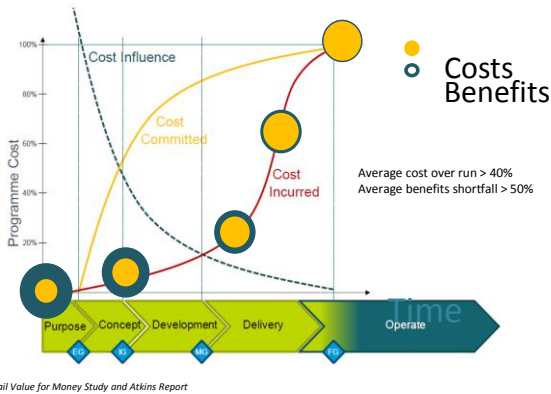 100%
80%
60%
40%
20%
Programme Cost
Cost Influence
Cost
Committed
Cost
Incurred
Costs
Benefits
Average cost over run > 40%
Average benefits shortfall > 50%
Time
Purpose
Concept
Development
Delivery
Operate
EG
IG
MG
FG
ail Value for Money Study and Atkins Report